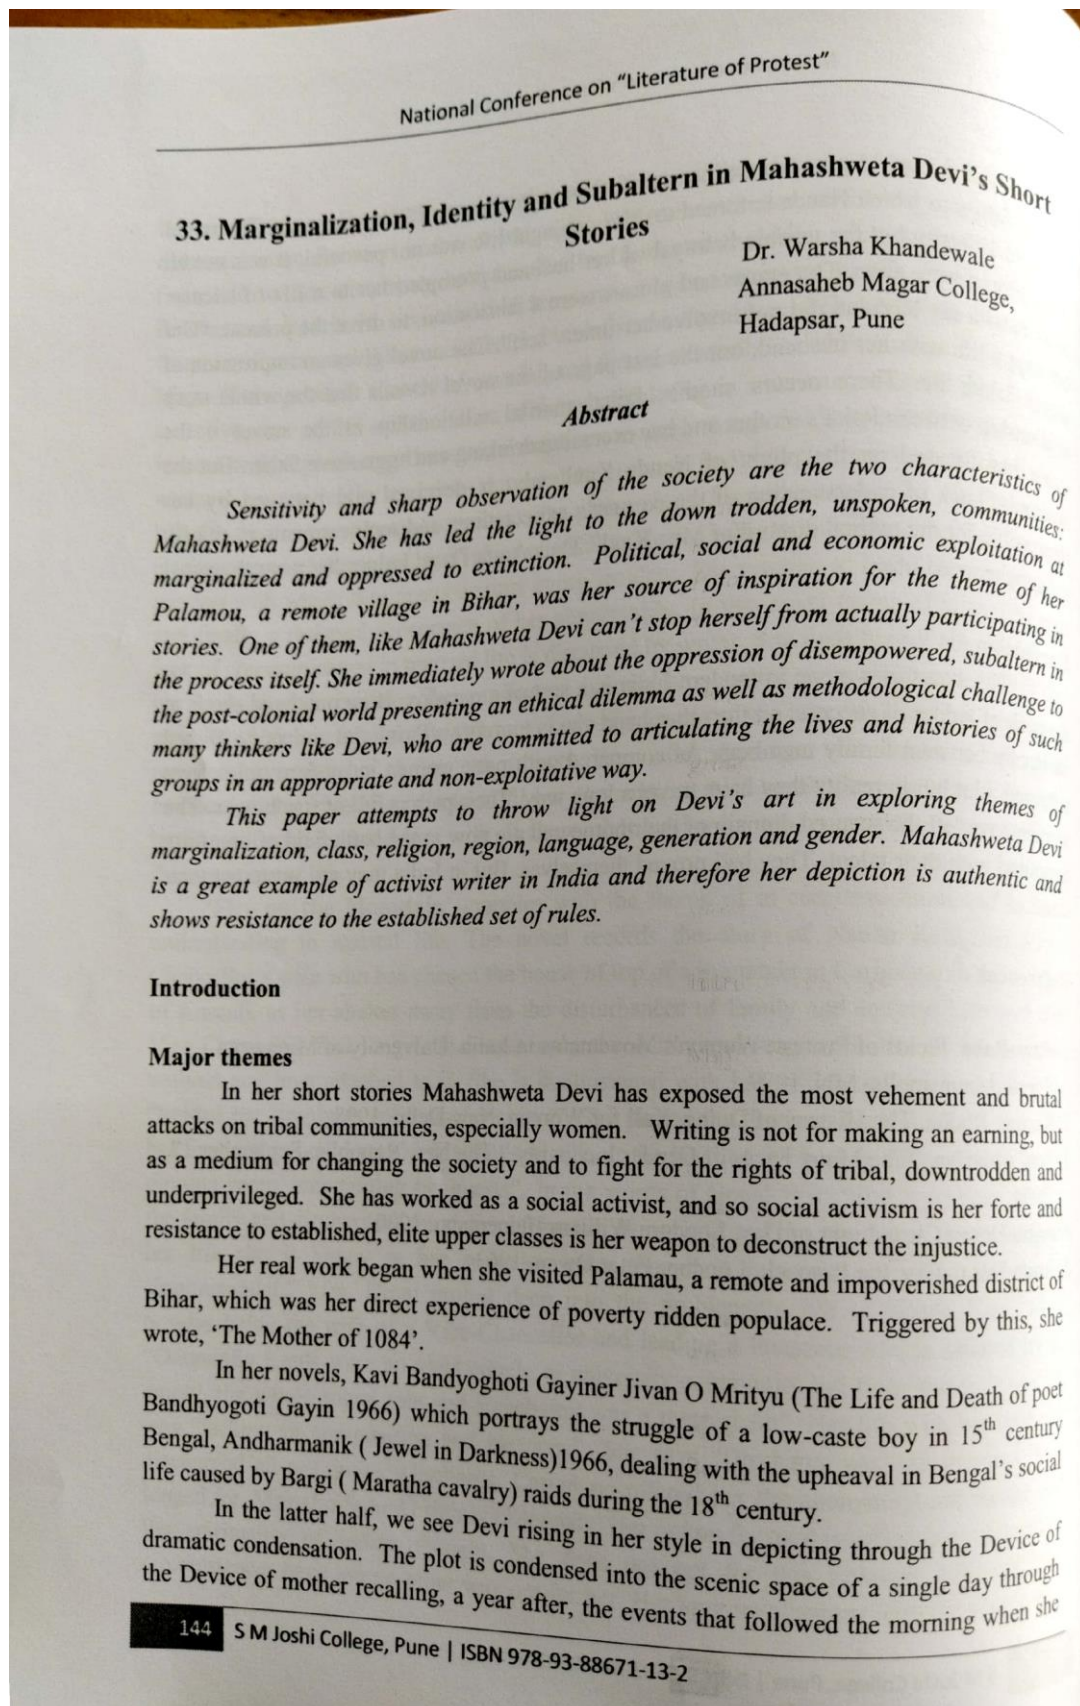 National Conference on “Literature of Protest”
33. Marginalization, Identity and Subaltern in Mahashweta Devi’s Short
Stories
Dr. Warsha Khandewale
Annasaheb Magar College,
Hadapsar, Pune
Abstract
Sensitivity and sharp observation of the society are the two characteristics of
Mahashweta Devi. She has led the light to the down trodden, unspoken, communities:
marginalized and oppressed to extinction. Political, social and economic exploitation at
Palamou, a remote village in Bihar, was her source of inspiration for the theme of her
stories. One of them, like Mahashweta Devi can’t stop herself from actually participating in
the process itself. She immediately wrote about the oppression of disempowered, subaltern in
the post-colonial world presenting an ethical dilemma as well as methodological challenge to
many thinkers like Devi, who are committed to articulating the lives and histories of such
groups in an appropriate and non-exploitative way.
This paper attempts to throw light on Devi’s art in exploring themes of
marginalization, class, religion, region, language, generation and gender. Mahashweta Devi
is a great example of activist writer in India and therefore her depiction is authentic and
shows resistance to the established set of rules.
Introduction
Major themes
In her short stories Mahashweta Devi has exposed the most vehement and brutal
attacks on tribal communities, especially women. Writing is not for making an earning, but
as a medium for changing the society and to fight for the rights of tribal, downtrodden and
underprivileged. She has worked as a social activist, and so social activism is her forte and
resistance to established, elite upper classes is her weapon to deconstruct the injustice.
Her real work began when she visited Palamau, a remote and impoverished district of
Bihar, which was her direct experience of poverty ridden populace. Triggered by this, she
wrote, ‘The Mother of 1084’.
In her novels, Kavi Bandyoghoti Gayiner Jivan O Mrityu (The Life and Death of poet
Bandhyogoti Gayin 1966) which portrays the struggle of a low-caste boy in 15th century
Bengal, Andharmanik ( Jewel in Darkness)1966, dealing with the upheaval in Bengal’s social
life caused by Bargi ( Maratha cavalry) raids during the 18th century.
In the latter half, we see Devi rising in her style in depicting through the Device of
dramatic condensation. The plot is condensed into the scenic space of a single day through
the Device of mother recalling, a year after, the events that followed the morning when she
144 S M Joshi College, Pune | ISBN 978-93-88671-13-2